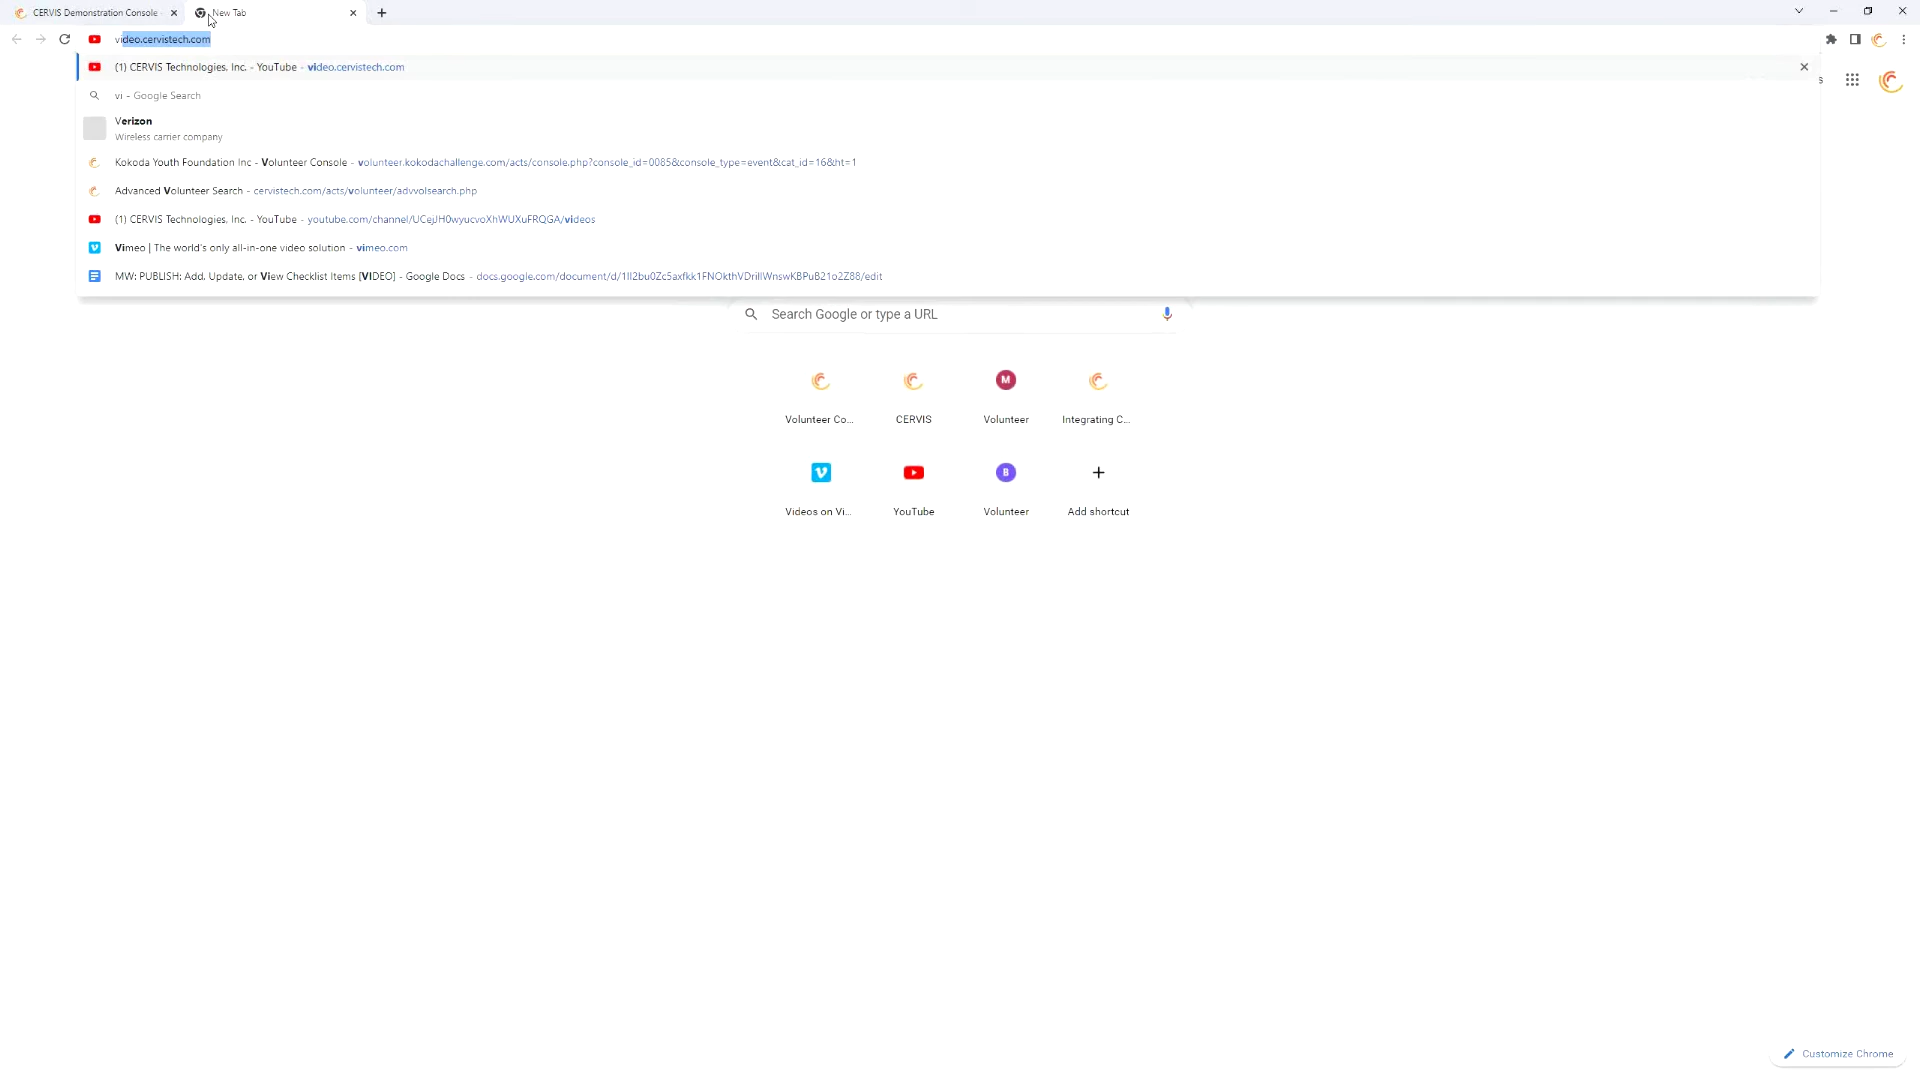 CERVIS Demonstration Console
New Tab
video.cervistech.com
(1) CERVIS Technologies, Inc. - YouTube - video.cervistech.com
vi - Google Search
Verizon
Wireless carrier company
Kokoda Youth Foundation Inc - Volunteer Console - volunteer.kokodachallenge.com/acts/console.php?console_id=0085&console_type=event&cat_id=16&ht=1
Advanced Volunteer Search - cervistech.com/acts/volunteer/advvolsearch.php
(1) CERVIS Technologies, Inc. - YouTube - youtube.com/channel/UCejJH0wyucvoXhWUXuFRQGA/videos
Vimeo | The world's only all-in-one video solution - vimeo.com
MW: PUBLISH: Add, Update, or View Checklist Items [VIDEO] - Google Docs - docs.google.com/document/d/1lI2bu0Zc5axfkk1FNOkthVDrillWnswKBPuB21o2Z88/edit
Search Google or type a URL
M
Volunteer Co... CERVIS Volunteer Integrating C...
B
Videos on Vi... YouTube Volunteer Add shortcut
Customize Chrome